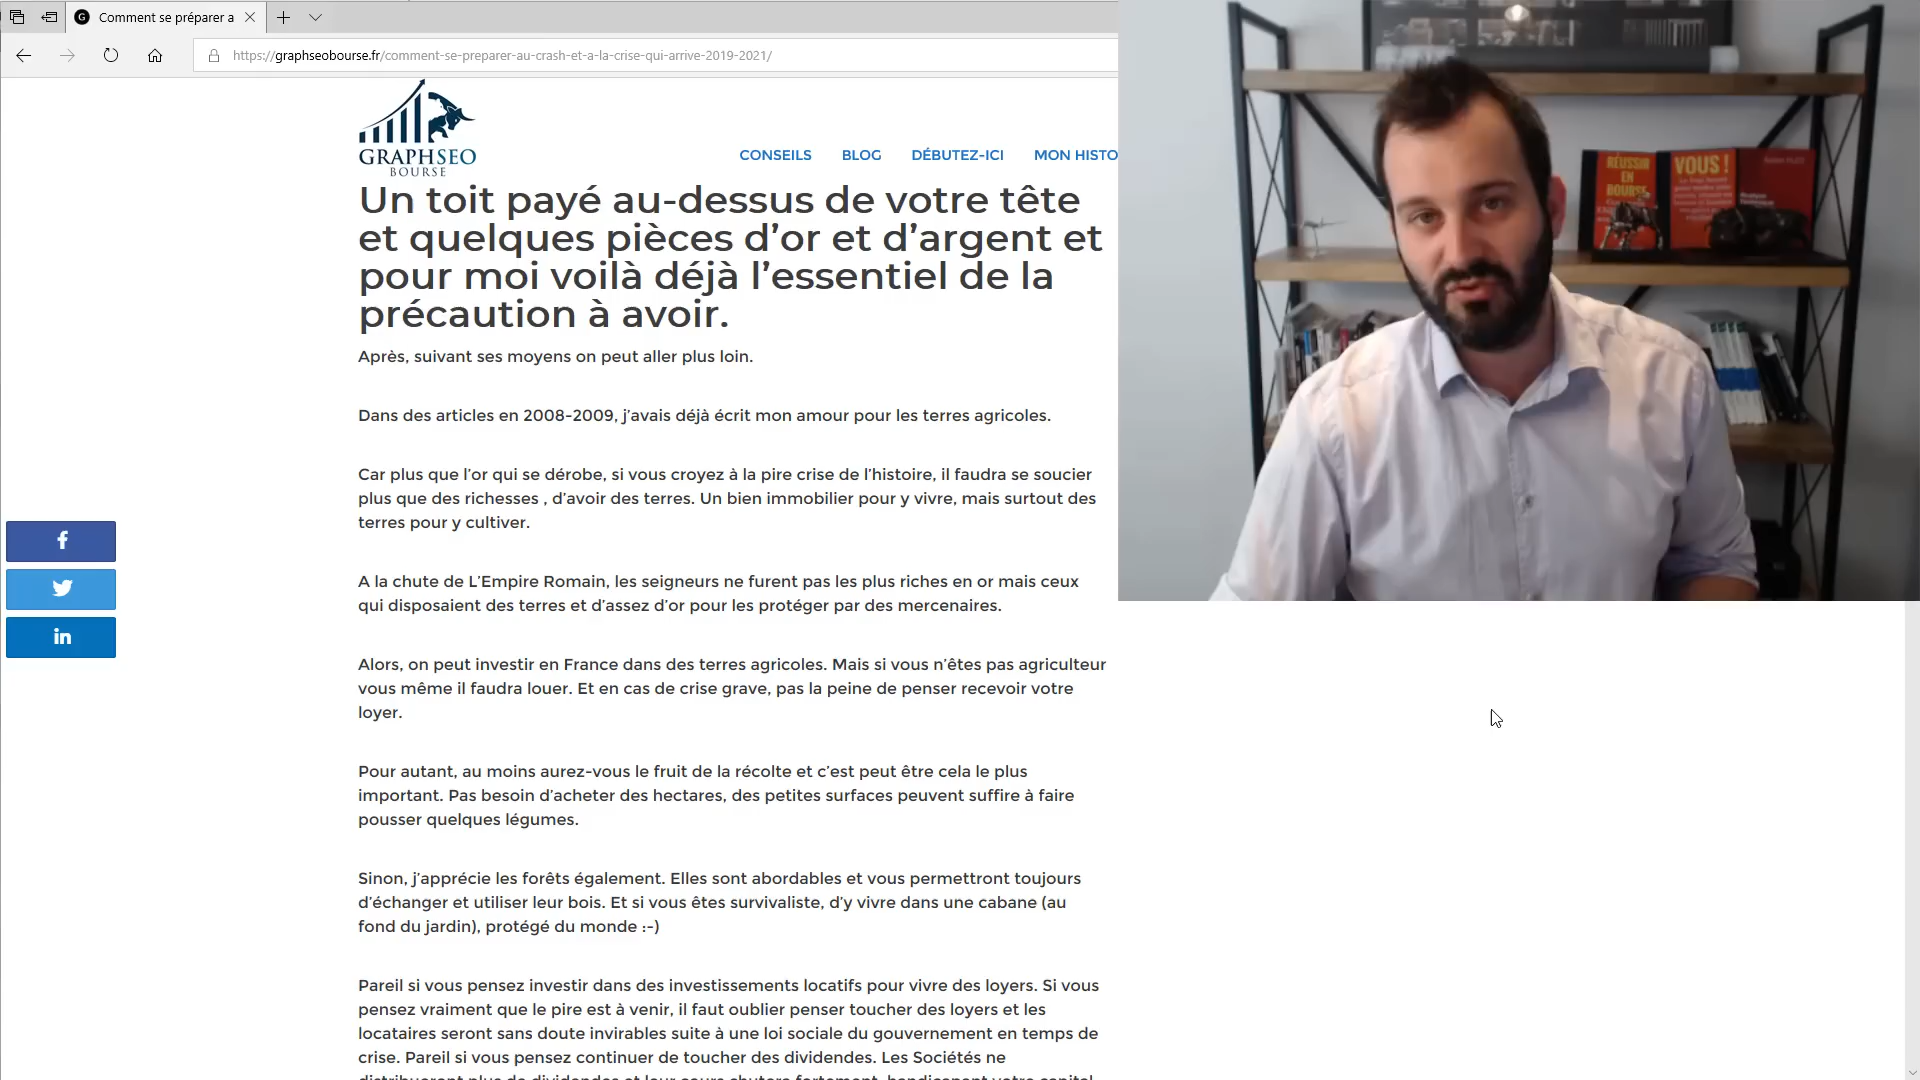 Comment se préparer a
https://graphseobourse.fr/comment-se-preparer-au-crash-et-a-la-crise-qui-arrive-2019-2021/
GRAPHSEO
BOURSE
CONSEILS BLOG DÉBUTEZ-ICI MON HISTO
Un toit payé au-dessus de votre tête
et quelques pièces d’or et d’argent et
pour moi voilà déjà l’essentiel de la
précaution à avoir.
Après, suivant ses moyens on peut aller plus loin.
Dans des articles en 2008-2009, j’avais déjà écrit mon amour pour les terres agricoles.
Car plus que l’or qui se dérobe, si vous croyez à la pire crise de l’histoire, il faudra se soucier
plus que des richesses , d’avoir des terres. Un bien immobilier pour y vivre, mais surtout des
terres pour y cultiver.
A la chute de L’Empire Romain, les seigneurs ne furent pas les plus riches en or mais ceux
qui disposaient des terres et d’assez d’or pour les protéger par des mercenaires.
Alors, on peut investir en France dans des terres agricoles. Mais si vous n’êtes pas agriculteur
vous même il faudra louer. Et en cas de crise grave, pas la peine de penser recevoir votre
loyer.
Pour autant, au moins aurez-vous le fruit de la récolte et c’est peut être cela le plus
important. Pas besoin d’acheter des hectares, des petites surfaces peuvent suffire à faire
pousser quelques légumes.
Sinon, j’apprécie les forêts également. Elles sont abordables et vous permettront toujours
d’échanger et utiliser leur bois. Et si vous êtes survivaliste, d’y vivre dans une cabane (au
fond du jardin), protégé du monde :-)
Pareil si vous pensez investir dans des investissements locatifs pour vivre des loyers. Si vous
pensez vraiment que le pire est à venir, il faut oublier penser toucher des loyers et les
locataires seront sans doute invirables suite à une loi sociale du gouvernement en temps de
crise. Pareil si vous pensez continuer de toucher des dividendes. Les Sociétés ne
distribueront plus de dividendes et leur cours chutera fortement, handicapant votre capital
RÉUSSIR
EN
BOURSE
VOUS !